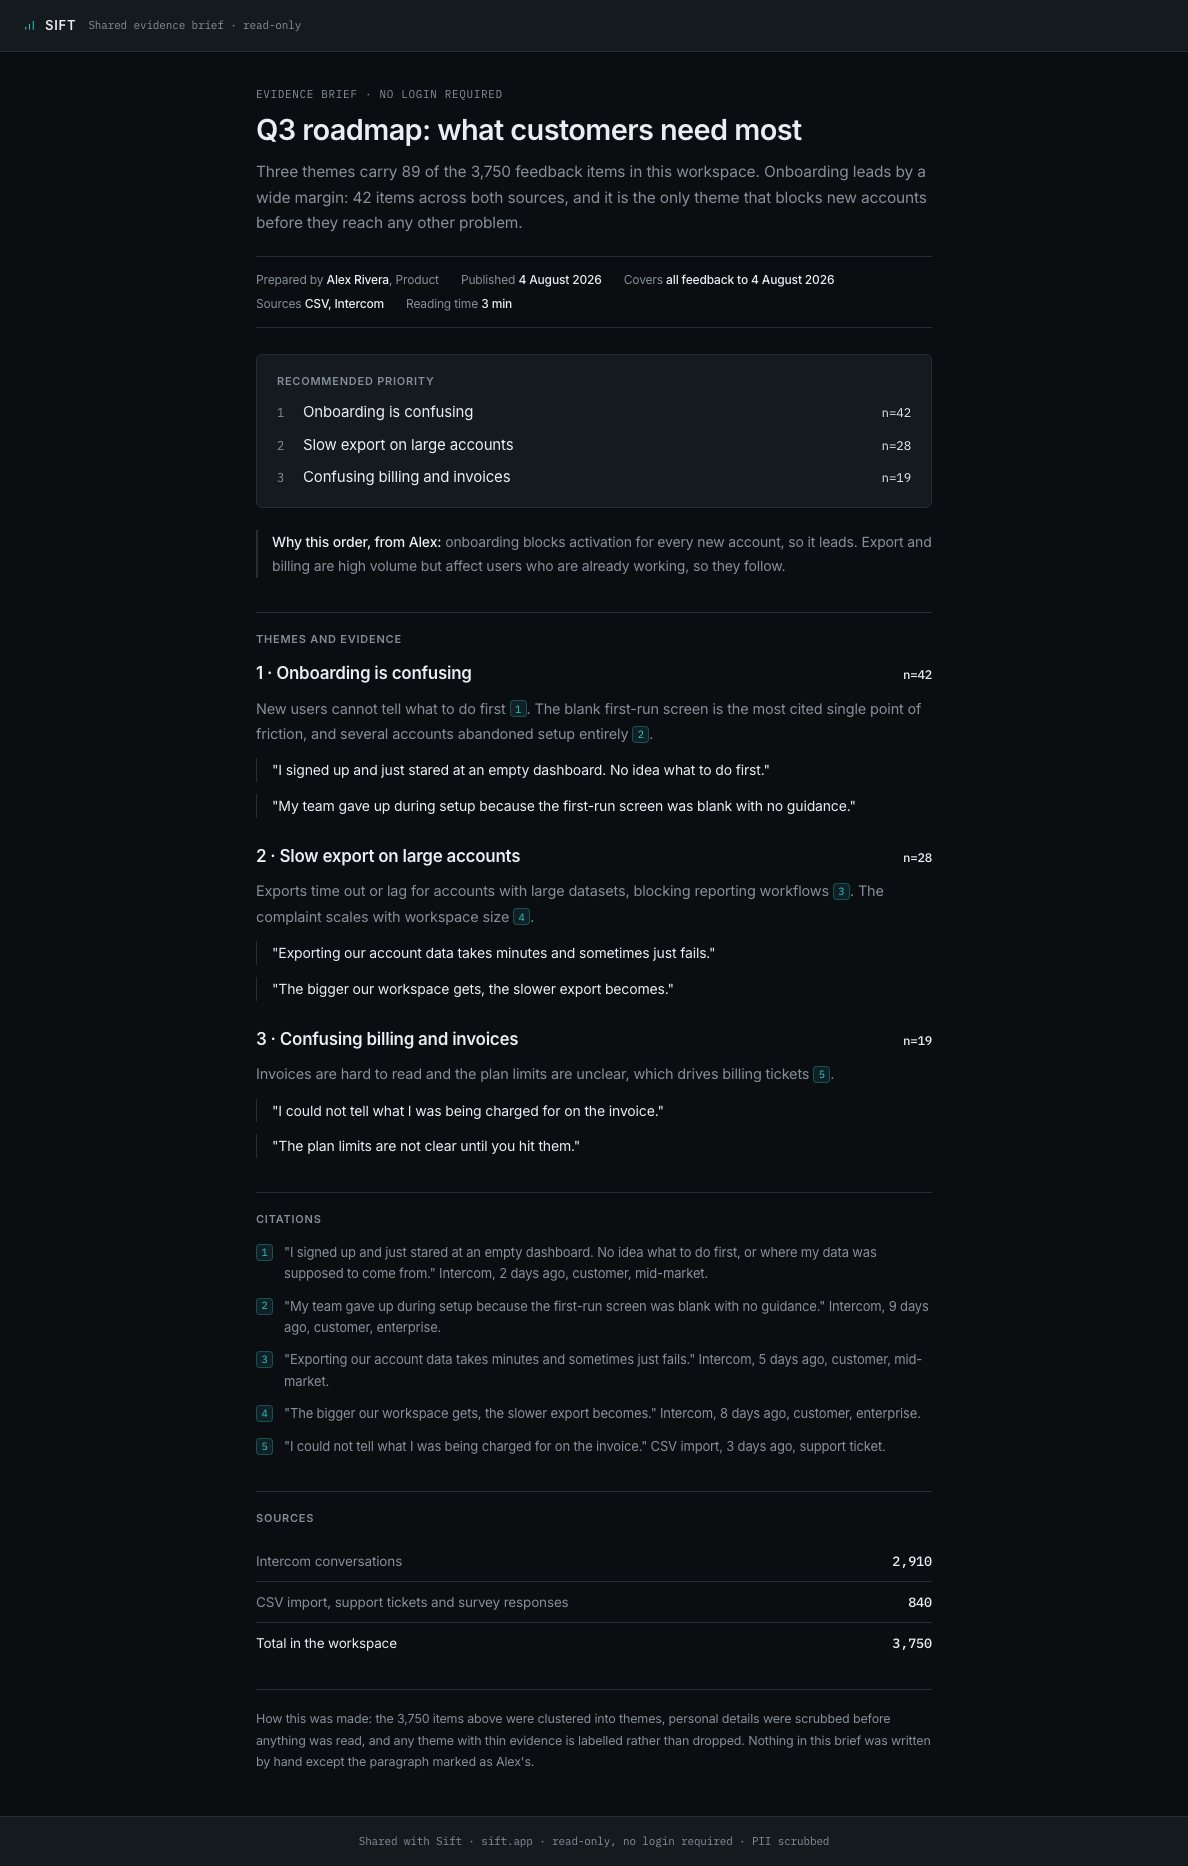 SIFT Shared evidence brief · read-only
EVIDENCE BRIEF · NO LOGIN REQUIRED
Q3 roadmap: what customers need most
Three themes carry 89 of the 3,750 feedback items in this workspace. Onboarding leads by a
wide margin: 42 items across both sources, and it is the only theme that blocks new accounts
before they reach any other problem.
Prepared by Alex Rivera, Product Published 4 August 2026 Covers all feedback to 4 August 2026
Sources CSV, Intercom Reading time 3 min
RECOMMENDED PRIORITY
1 Onboarding is confusing n=42
2 Slow export on large accounts n=28
3 Confusing billing and invoices n=19
Why this order, from Alex: onboarding blocks activation for every new account, so it leads. Export and
billing are high volume but affect users who are already working, so they follow.
THEMES AND EVIDENCE
1 · Onboarding is confusing n=42
New users cannot tell what to do first 1. The blank first-run screen is the most cited single point of
friction, and several accounts abandoned setup entirely 2.
"I signed up and just stared at an empty dashboard. No idea what to do first."
"My team gave up during setup because the first-run screen was blank with no guidance."
2 · Slow export on large accounts n=28
Exports time out or lag for accounts with large datasets, blocking reporting workflows 3. The
complaint scales with workspace size 4.
"Exporting our account data takes minutes and sometimes just fails."
"The bigger our workspace gets, the slower export becomes."
3 · Confusing billing and invoices n=19
Invoices are hard to read and the plan limits are unclear, which drives billing tickets 5.
"I could not tell what I was being charged for on the invoice."
"The plan limits are not clear until you hit them."
CITATIONS
1 "I signed up and just stared at an empty dashboard. No idea what to do first, or where my data was
supposed to come from." Intercom, 2 days ago, customer, mid-market.
2 "My team gave up during setup because the first-run screen was blank with no guidance." Intercom, 9 days
ago, customer, enterprise.
3 "Exporting our account data takes minutes and sometimes just fails." Intercom, 5 days ago, customer, mid-
market.
4 "The bigger our workspace gets, the slower export becomes." Intercom, 8 days ago, customer, enterprise.
5 "I could not tell what I was being charged for on the invoice." CSV import, 3 days ago, support ticket.
SOURCES
Intercom conversations 2,910
CSV import, support tickets and survey responses 840
Total in the workspace 3,750
How this was made: the 3,750 items above were clustered into themes, personal details were scrubbed before
anything was read, and any theme with thin evidence is labelled rather than dropped. Nothing in this brief was written
by hand except the paragraph marked as Alex's.
Shared with Sift · sift.app · read-only, no login required · PII scrubbed